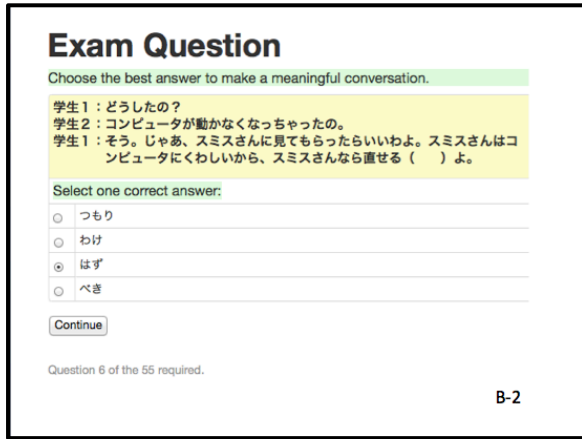 Exam Question
Choose the best answer to make a meaningful conversation.
学生１：どうしたの？
学生２：コンピュータが動かなくなっちゃったの。
学生１：そう。じゃあ、スミスさんに見てもらったらいいわよ。スミスさんはコ
ンピュータにくわしいから、スミスさんなら直せる（　　）よ。
Select one correct answer:
つもり
わけ
はず
べき
Continue
Question 6 of the 55 required.
B-2